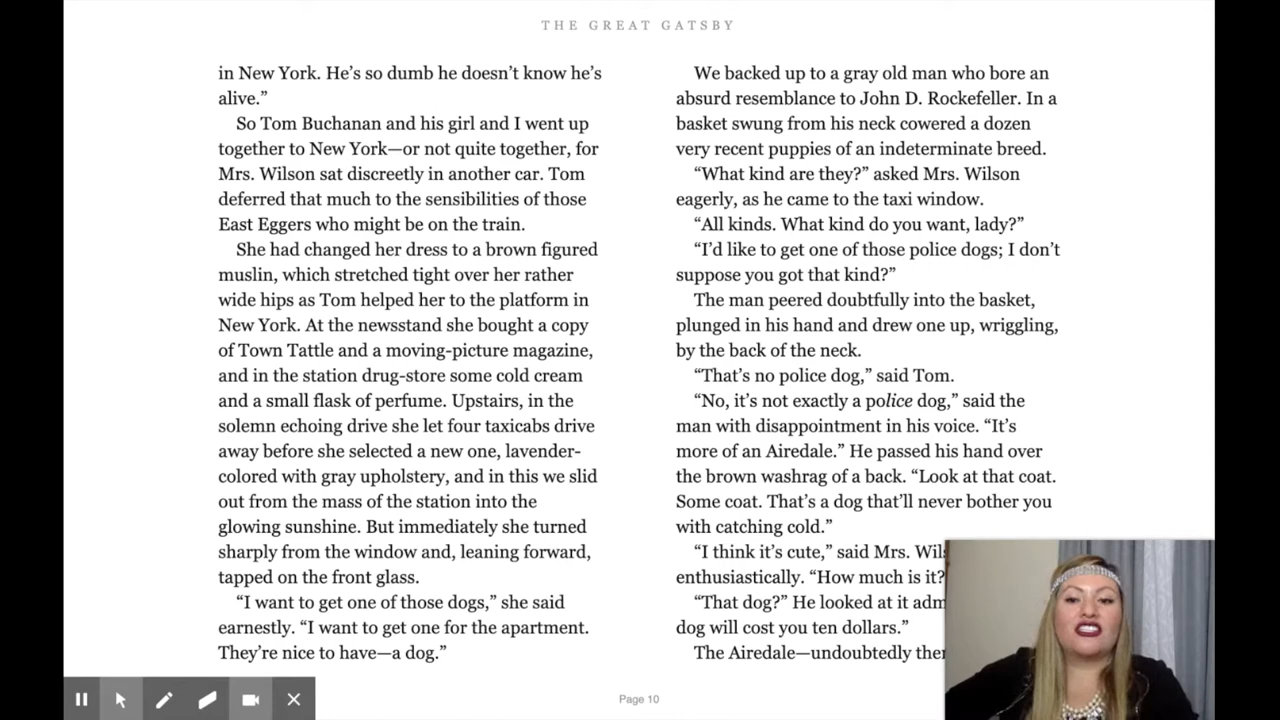 THE GREAT GATSBY
in New York. He’s so dumb he doesn’t know he’s
alive.”
So Tom Buchanan and his girl and I went up
together to New York—or not quite together, for
Mrs. Wilson sat discreetly in another car. Tom
deferred that much to the sensibilities of those
East Eggers who might be on the train.
She had changed her dress to a brown figured
muslin, which stretched tight over her rather
wide hips as Tom helped her to the platform in
New York. At the newsstand she bought a copy
of Town Tattle and a moving-picture magazine,
and in the station drug-store some cold cream
and a small flask of perfume. Upstairs, in the
solemn echoing drive she let four taxicabs drive
away before she selected a new one, lavender-
colored with gray upholstery, and in this we slid
out from the mass of the station into the
glowing sunshine. But immediately she turned
sharply from the window and, leaning forward,
tapped on the front glass.
“I want to get one of those dogs,” she said
earnestly. “I want to get one for the apartment.
They’re nice to have—a dog.”
We backed up to a gray old man who bore an
absurd resemblance to John D. Rockefeller. In a
basket swung from his neck cowered a dozen
very recent puppies of an indeterminate breed.
“What kind are they?” asked Mrs. Wilson
eagerly, as he came to the taxi window.
“All kinds. What kind do you want, lady?”
“I’d like to get one of those police dogs; I don’t
suppose you got that kind?”
The man peered doubtfully into the basket,
plunged in his hand and drew one up, wriggling,
by the back of the neck.
“That’s no police dog,” said Tom.
“No, it’s not exactly a police dog,” said the
man with disappointment in his voice. “It’s
more of an Airedale.” He passed his hand over
the brown washrag of a back. “Look at that coat.
Some coat. That’s a dog that’ll never bother you
with catching cold.”
“I think it’s cute,” said Mrs.
enthusiastically. “How much is it?
“That dog?” He looked at it
dog will cost you ten dollars.”
The Airedale—undoubtedly
Page 10